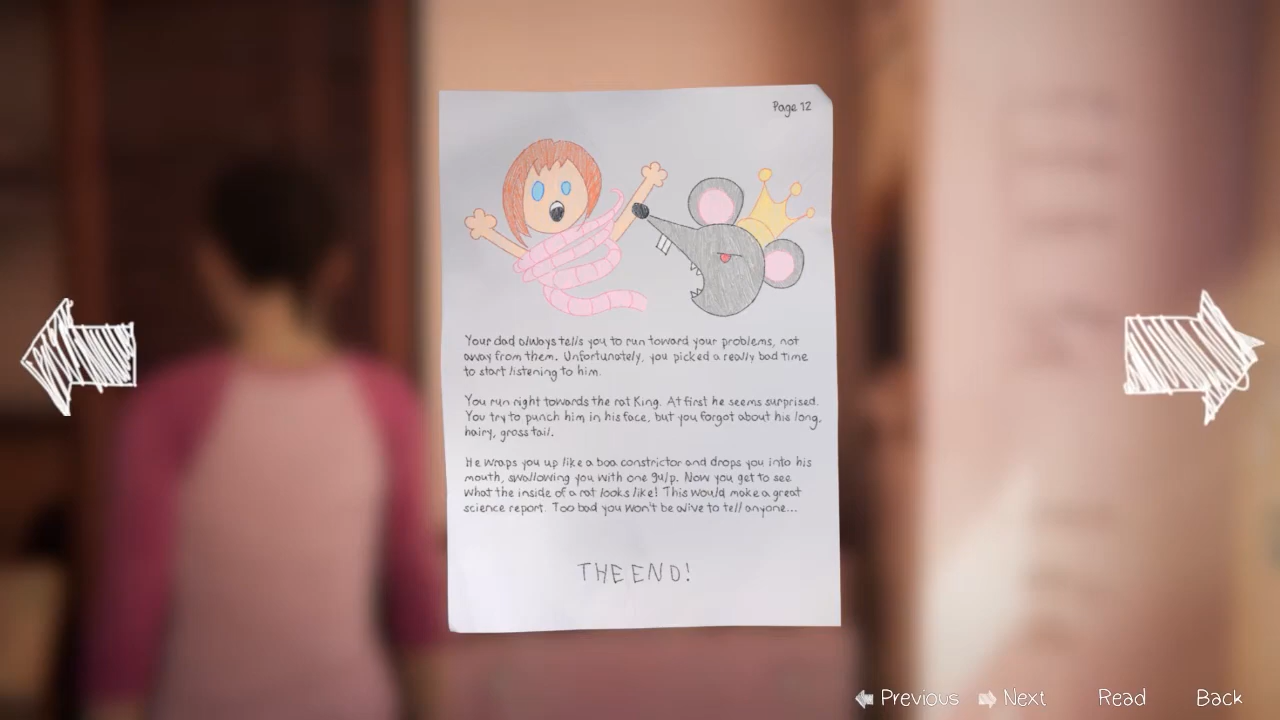 Page 12
Your dad always tells you to run toward your problems, not
away from them. Unfortunately, you picked a really bad time
to start listening to him.
You run right towards the rat King. At first he seems surprised.
You try to punch him in his face, but you forgot about his long,
hairy, gross tail.
He wraps you up like a boa constrictor and drops you into his
mouth, swallowing you with one gulp. Now you get to see
what the inside of a rat looks like! This would make a great
science report. Too bad you won't be alive to tell anyone...
THE END!
Previous Next Read Back